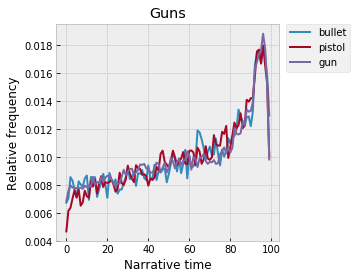 Guns
bullet
pistol
gun
0.018
0.016
0.014
0.012
0.010
0.008
0.006
0.004
Relative frequency
0 20 40 60 80 100
Narrative time